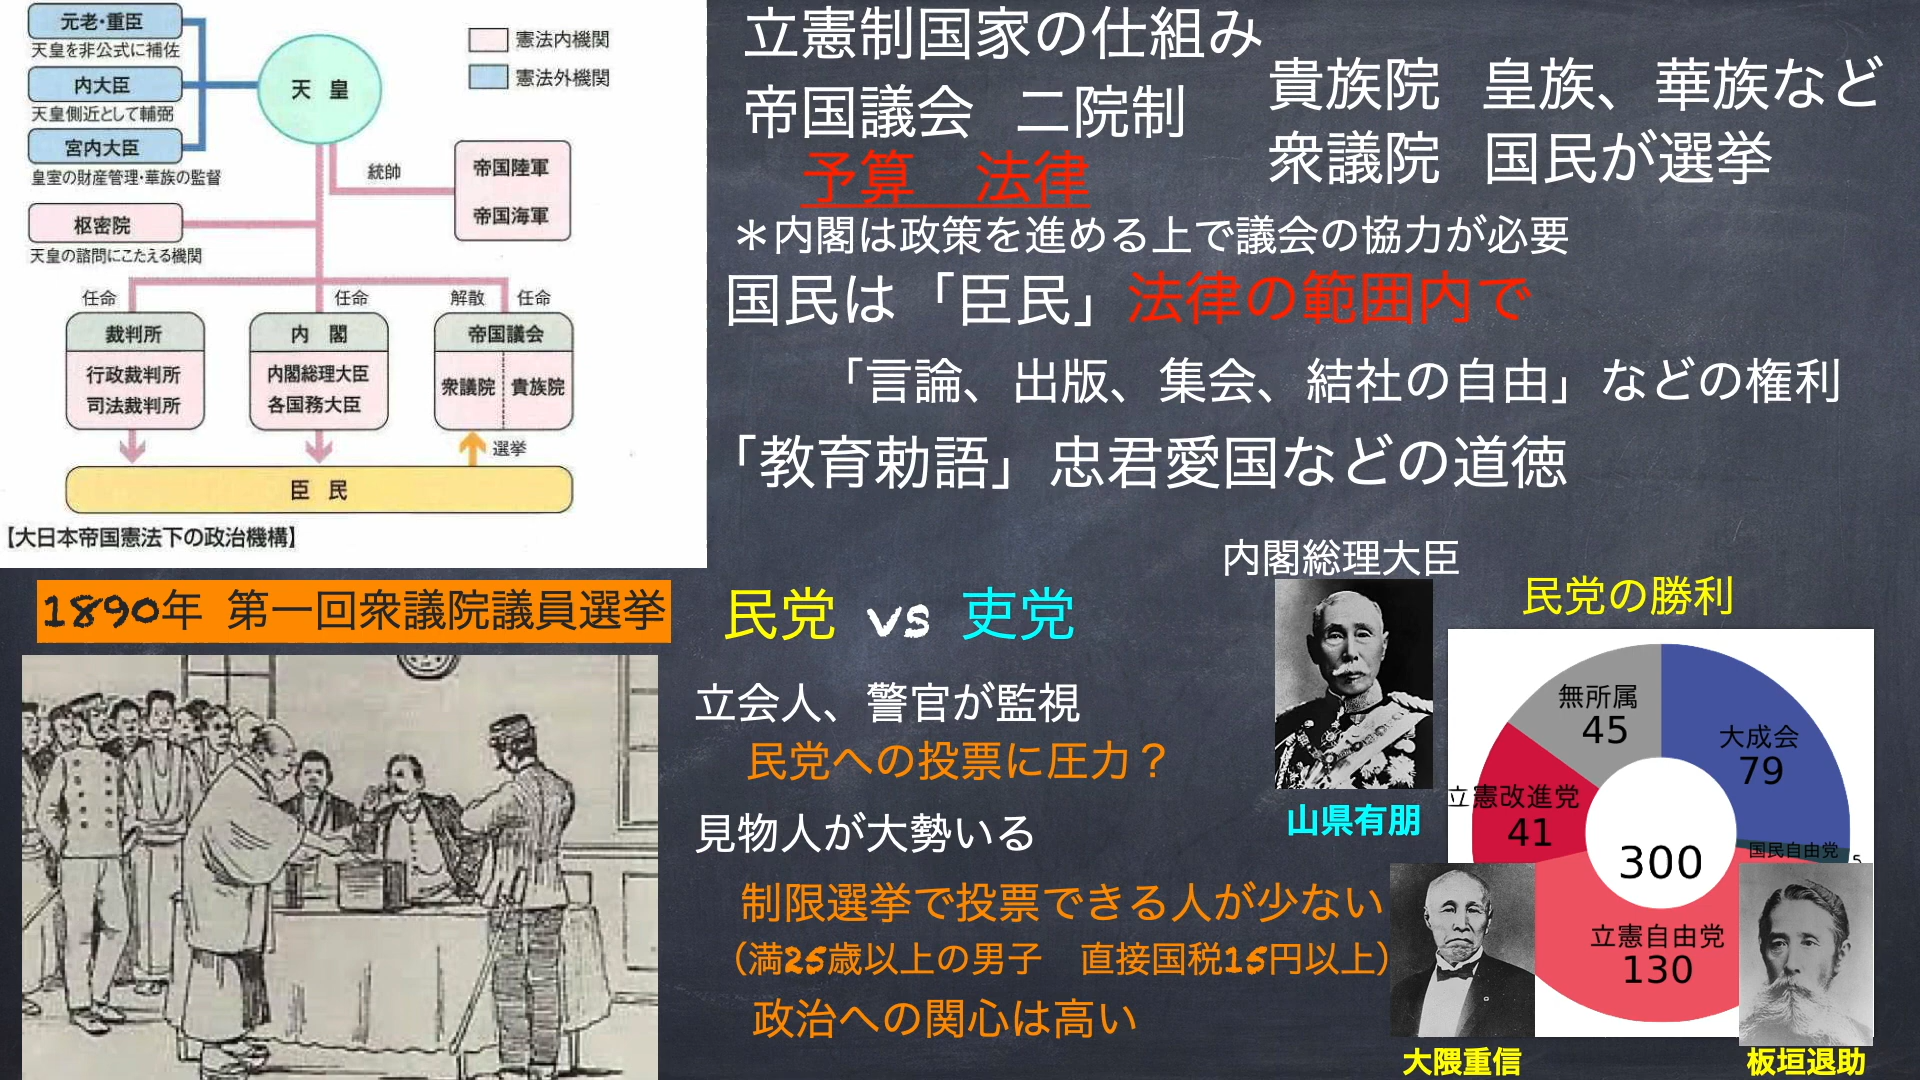 元老・重臣
天皇を非公式に補佐
内大臣
天皇側近として輔弼
宮内大臣
皇室の財産管理・華族の監督
枢密院
天皇の諮問にこたえる機関
天皇
憲法内機関
憲法外機関
統帥
帝国陸軍
帝国海軍
任命
任命
解散 任命
裁判所
行政裁判所
司法裁判所
内閣
内閣総理大臣
各国務大臣
帝国議会
衆議院 貴族院
選挙
臣民
【大日本帝国憲法下の政治機構】
立憲制国家の仕組み
帝国議会 二院制
貴族院 皇族、華族など
衆議院 国民が選挙
予算 法律
＊内閣は政策を進める上で議会の協力が必要
国民は「臣民」法律の範囲内で
「言論、出版、集会、結社の自由」などの権利
「教育勅語」忠君愛国などの道徳
1890年 第一回衆議院議員選挙
民党 vs 吏党
立会人、警官が監視
民党への投票に圧力？
見物人が大勢いる
制限選挙で投票できる人が少ない
（満25歳以上の男子 直接国税15円以上）
政治への関心は高い
内閣総理大臣
山県有朋
民党の勝利
無所属
45
大成会
79
立憲改進党
41
国民自由党 5
300
立憲自由党
130
大隈重信
板垣退助